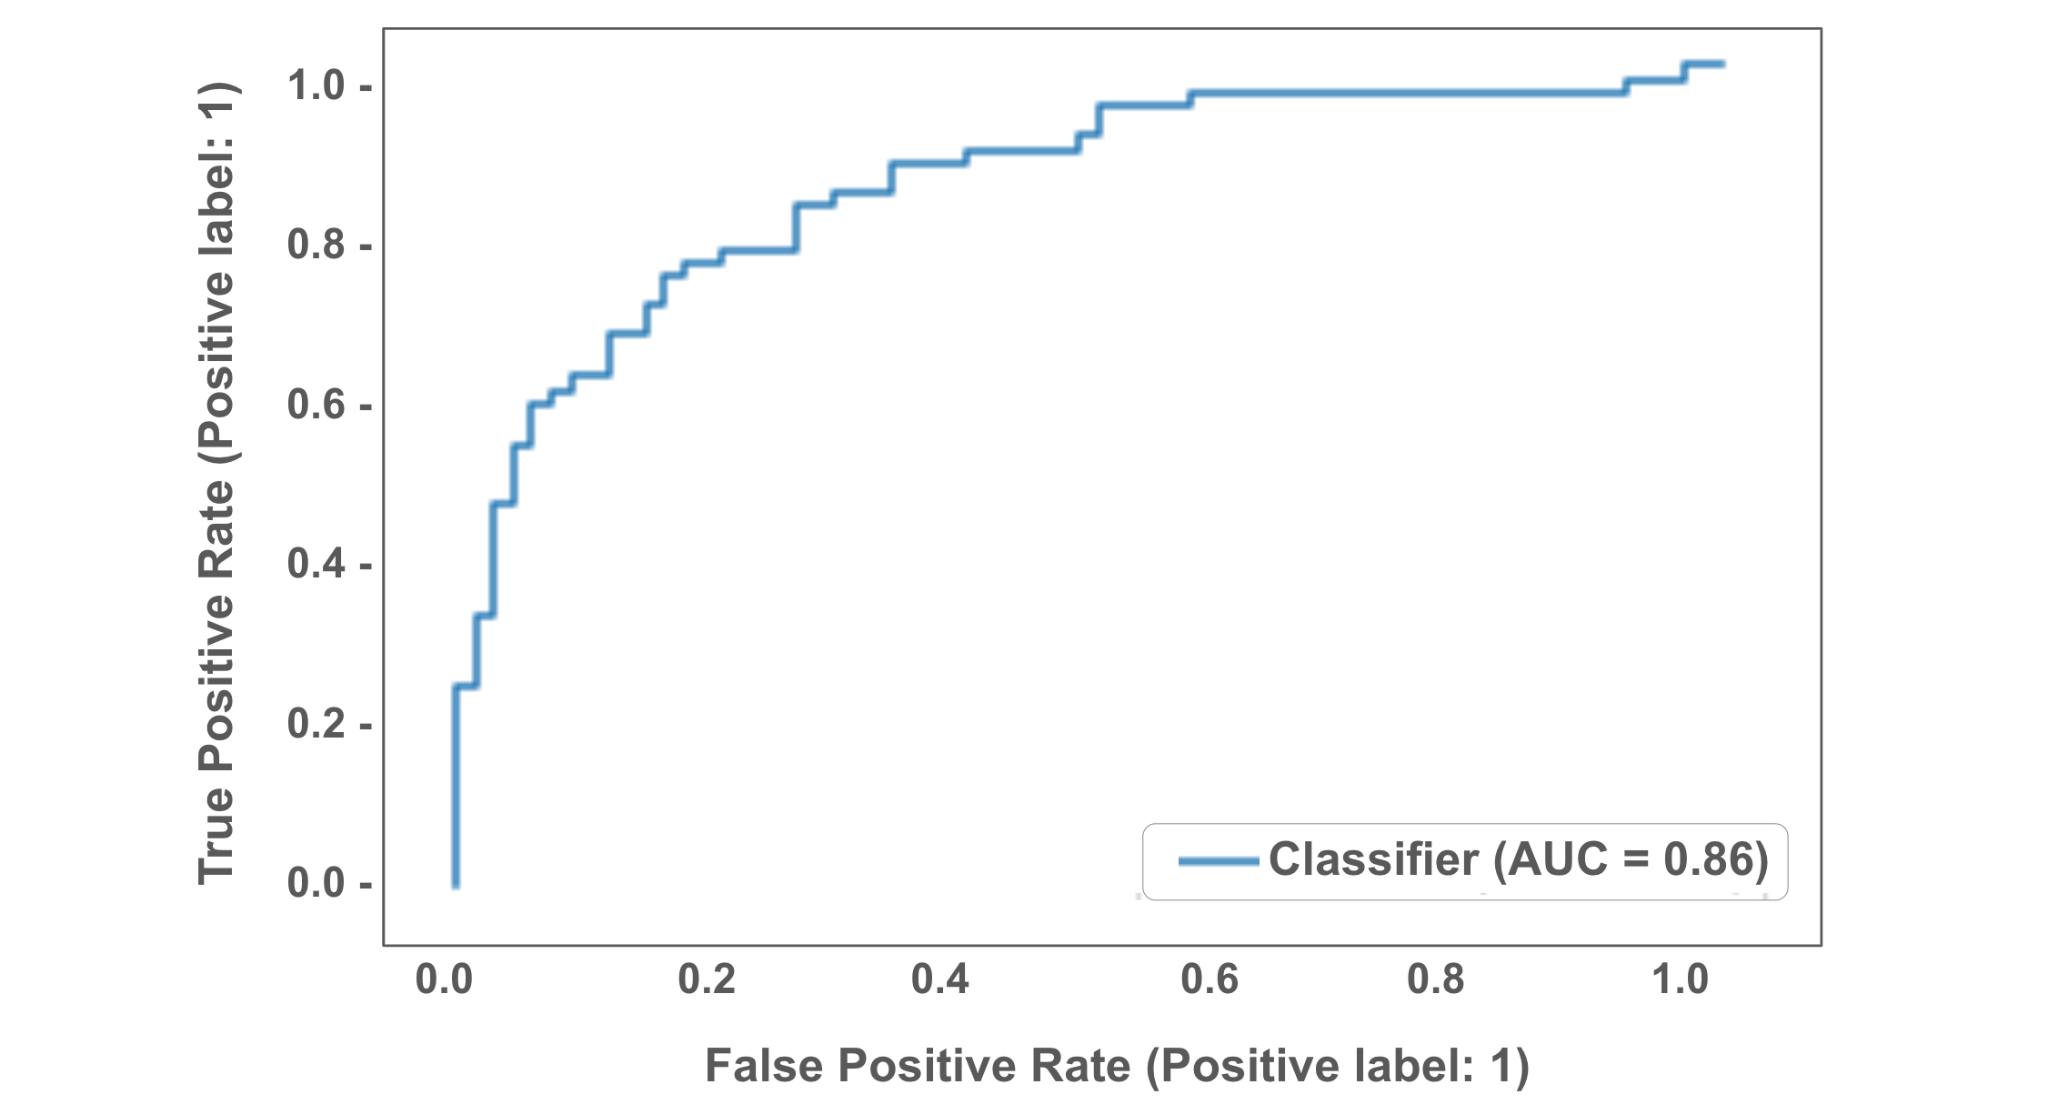 True Positive Rate (Positive label: 1)
1.0 -
0.8 -
0.6 -
0.4 -
0.2 -
0.0 -
Classifier (AUC = 0.86)
0.0 0.2 0.4 0.6 0.8 1.0
False Positive Rate (Positive label: 1)